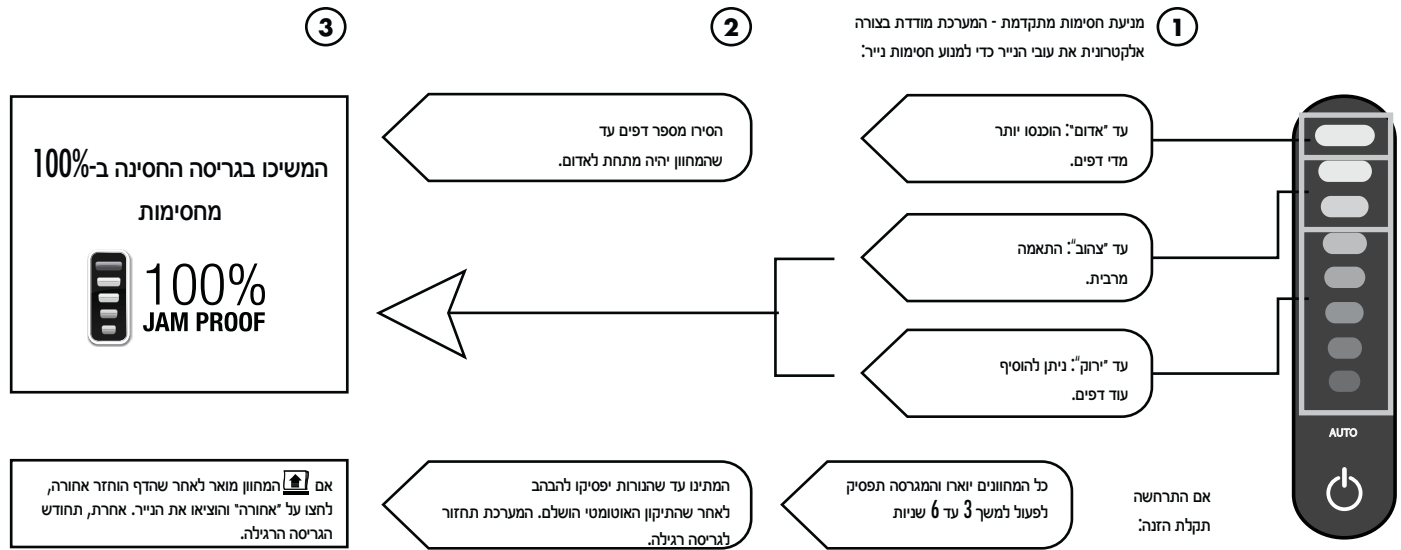 ①
מניעת חסימות מתקדמת - המערכת מודדת בצורה
אלקטרונית את עובי הנייר כדי למנוע חסימות נייר:
עד "אדום": הוכנסו יותר
מדי דפים.
עד "צהוב": התאמה
מרבית.
עד "ירוק": ניתן להוסיף
עוד דפים.
AUTO
②
הסירו מספר דפים עד
שהמחוון יהיה מתחת לאדום.
③
המשיכו בגריסה החסינה ב-100%
מחסימות
100%
JAM PROOF
אם התרחשה
תקלת הזנה:
כל המחוונים יוארו והמגרסה תפסיק
לפעול למשך 3 עד 6 שניות
המתינו עד שהנורות יפסיקו להבהב
לאחר שהתיקון האוטומטי הושלם. המערכת תחזור
לגריסה רגילה.
אם המחוון מואר לאחר שהדף הוחזר אחורה,
לחצו על "אחורה" והוציאו את הנייר. אחרת, תחודש
הגריסה הרגילה.